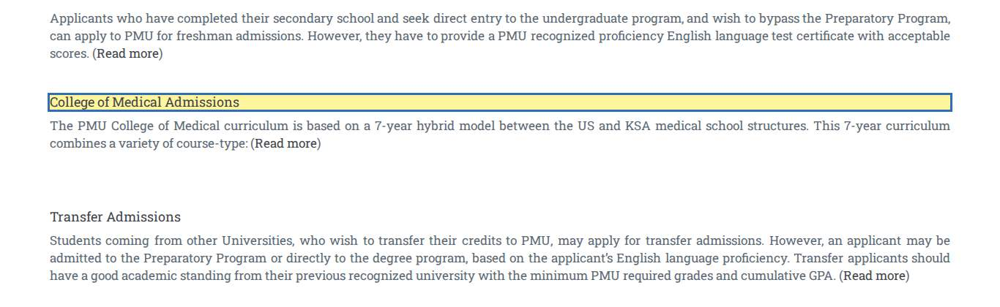 Applicants who have completed their secondary school and seek direct entry to the undergraduate program, and wish to bypass the Preparatory Program,
can apply to PMU for freshman admissions. However, they have to provide a PMU recognized proficiency English language test certificate with acceptable
scores. (Read more)
College of Medical Admissions
The PMU College of Medical curriculum is based on a 7-year hybrid model between the US and KSA medical school structures. This 7-year curriculum
combines a variety of course-type: (Read more)
Transfer Admissions
Students coming from other Universities, who wish to transfer their credits to PMU, may apply for transfer admissions. However, an applicant may be
admitted to the Preparatory Program or directly to the degree program, based on the applicant's English language proficiency. Transfer applicants should
have a good academic standing from their previous recognized university with the minimum PMU required grades and cumulative GPA. (Read more)